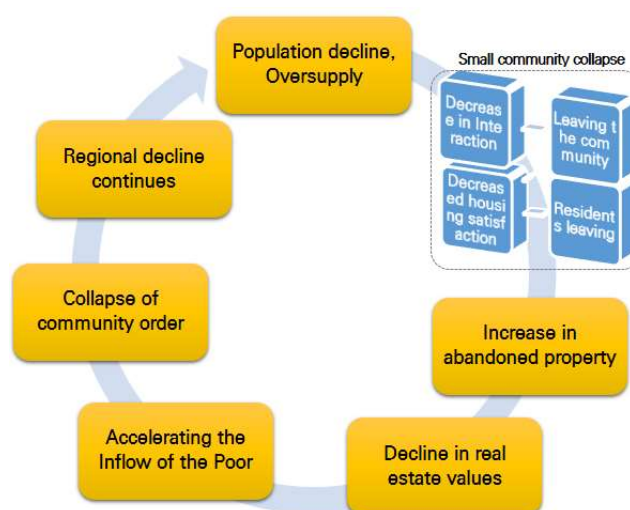 Population decline,
Oversupply
Small community collapse
Decreas
e in Inte
raction
Leaving t
he com
munity
Decreas
ed housi
ng satisf
action
Resident
s leaving
Increase in
abandoned property
Decline in real
estate values
Accelerating the
Inflow of the Poor
Collapse of
community order
Regional decline
continues